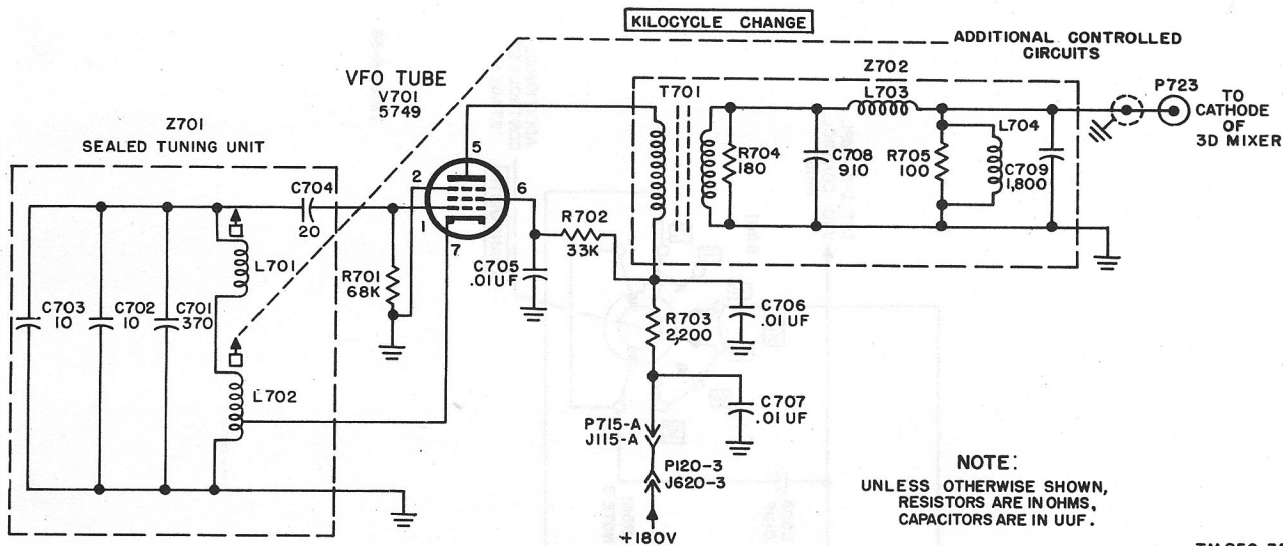 KILOCYCLE CHANGE
ADDITIONAL CONTROLLED
CIRCUITS
VFO TUBE
V701
5749
Z701
SEALED TUNING UNIT
Z702
T701
L703
P723
TO
CATHODE
OF
3D MIXER
5
2
6
1
7
C704
20
R704
180
C708
910
R705
100
L704
C709
1,800
R702
33K
L701
R701
68K
C705
.01UF
C703
10
C702
10
C701
370
R703
2,200
C706
.01 UF
L702
C707
.01 UF
P715-A
J115-A
P120-3
J620-3
+180V
NOTE:
UNLESS OTHERWISE SHOWN,
RESISTORS ARE IN OHMS,
CAPACITORS ARE IN UUF.